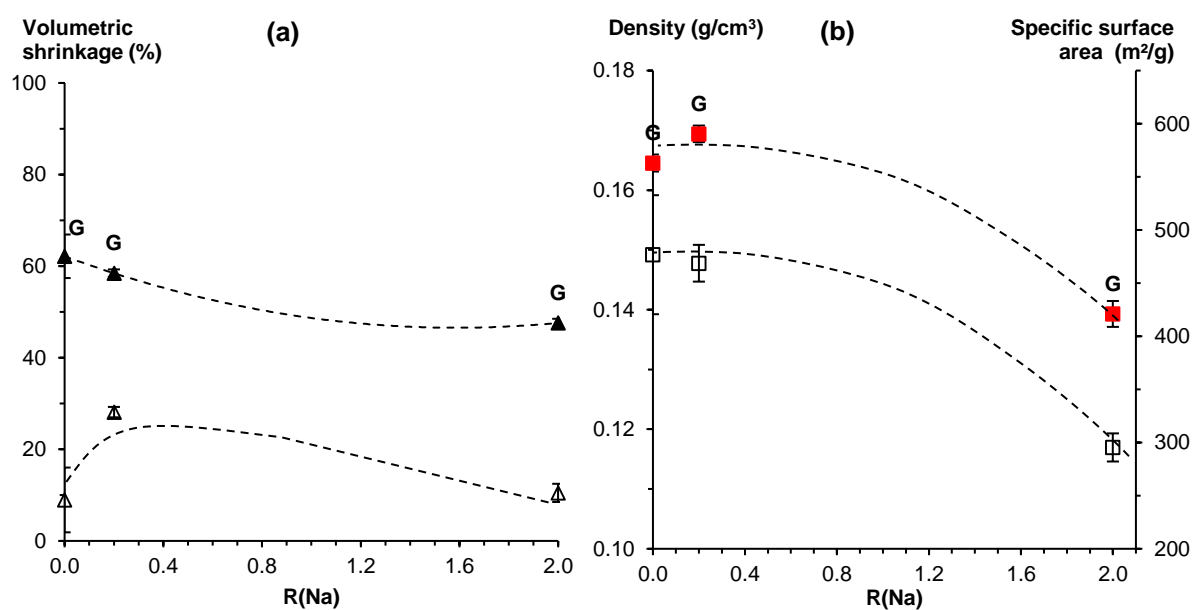 Volumetric
shrinkage (%)
(a)
100
80
60
40
20
0
G
G
G
0.0
0.4
0.8
1.2
1.6
2.0
R(Na)
Density (g/cm³)
(b)
Specific surface
area (m²/g)
0.18
0.16
0.14
0.12
0.10
G
G
G
600
500
400
300
200
0.0
0.4
0.8
1.2
1.6
2.0
R(Na)